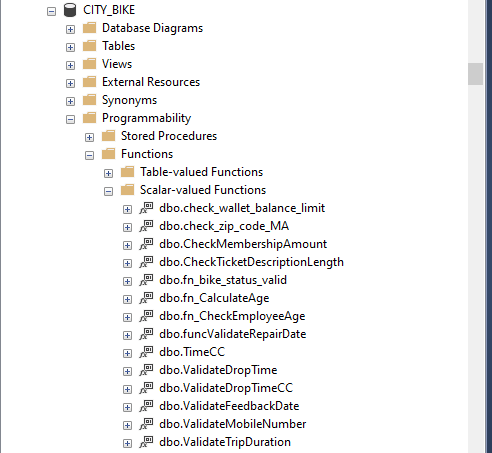 CITY_BIKE
Database Diagrams
Tables
Views
External Resources
Synonyms
Programmability
Stored Procedures
Functions
Table-valued Functions
Scalar-valued Functions
dbo.check_wallet_balance_limit
dbo.check_zip_code_MA
dbo.CheckMembershipAmount
dbo.CheckTicketDescriptionLength
dbo.fn_bike_status_valid
dbo.fn_CalculateAge
dbo.fn_CheckEmployeeAge
dbo.funcValidateRepairDate
dbo.TimeCC
dbo.ValidateDropTime
dbo.ValidateDropTimeCC
dbo.ValidateFeedbackDate
dbo.ValidateMobileNumber
dbo.ValidateTripDuration